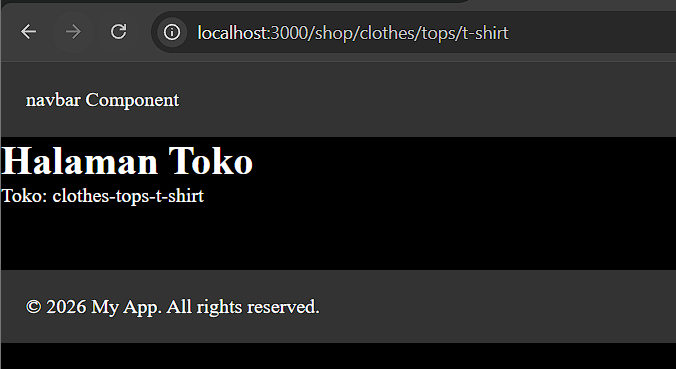 localhost:3000/shop/clothes/tops/t-shirt
navbar Component
Halaman Toko
Toko: clothes-tops-t-shirt
© 2026 My App. All rights reserved.